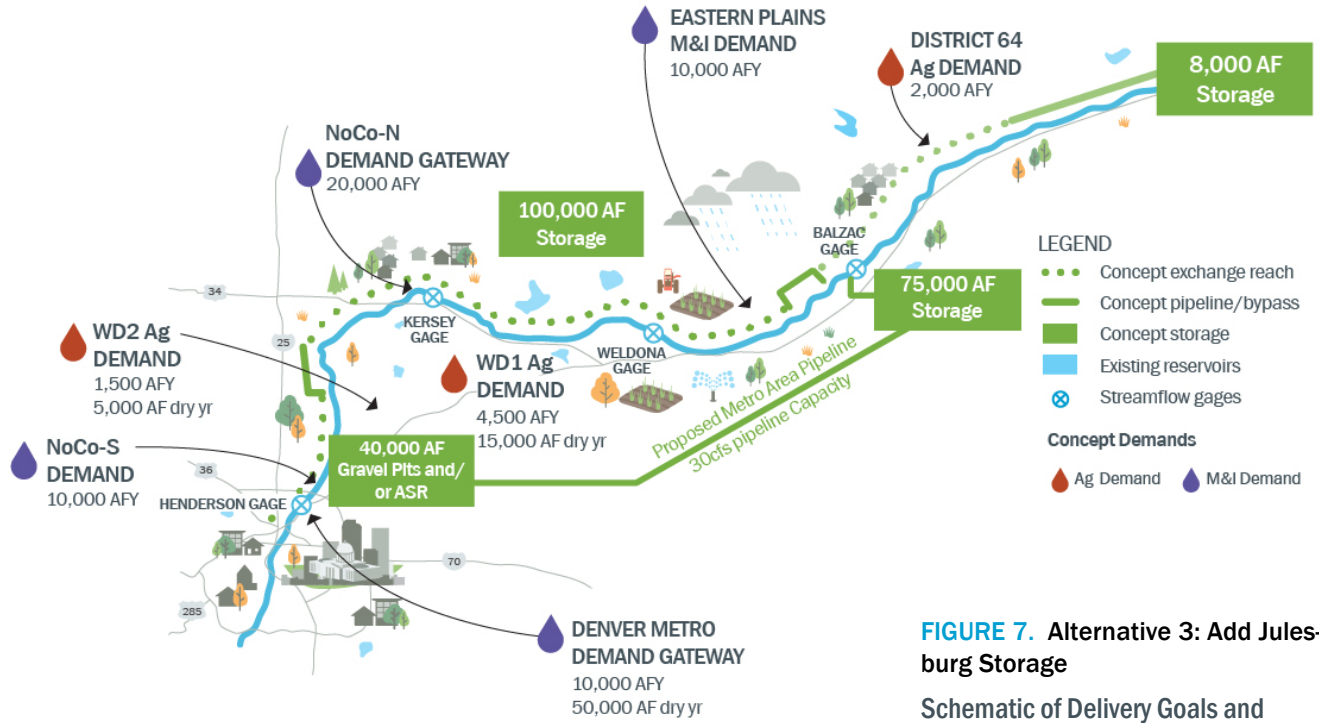 EASTERN PLAINS
M&I DEMAND
10,000 AFY
DISTRICT 64
Ag DEMAND
2,000 AFY
8,000 AF
Storage
NoCo-N
DEMAND GATEWAY
20,000 AFY
100,000 AF
Storage
BALZAC
GAGE
LEGEND
Concept exchange reach
Concept pipeline/bypass
Concept storage
Existing reservoirs
Streamflow gages
Concept Demands
Ag Demand
M&I Demand
75,000 AF
Storage
34
25
KERSEY
GAGE
WELDONA
GAGE
WD2 Ag
DEMAND
1,500 AFY
5,000 AF dry yr
WD1 Ag
DEMAND
4,500 AFY
15,000 AF dry yr
Proposed Metro Area Pipeline
30cfs pipeline Capacity
NoCo-S
DEMAND
10,000 AFY
36
40,000 AF
Gravel Pits and/
or ASR
HENDERSON GAGE
70
285
DENVER METRO
DEMAND GATEWAY
10,000 AFY
50,000 AF dry yr
FIGURE 7. Alternative 3: Add Jules-
burg Storage
Schematic of Delivery Goals and